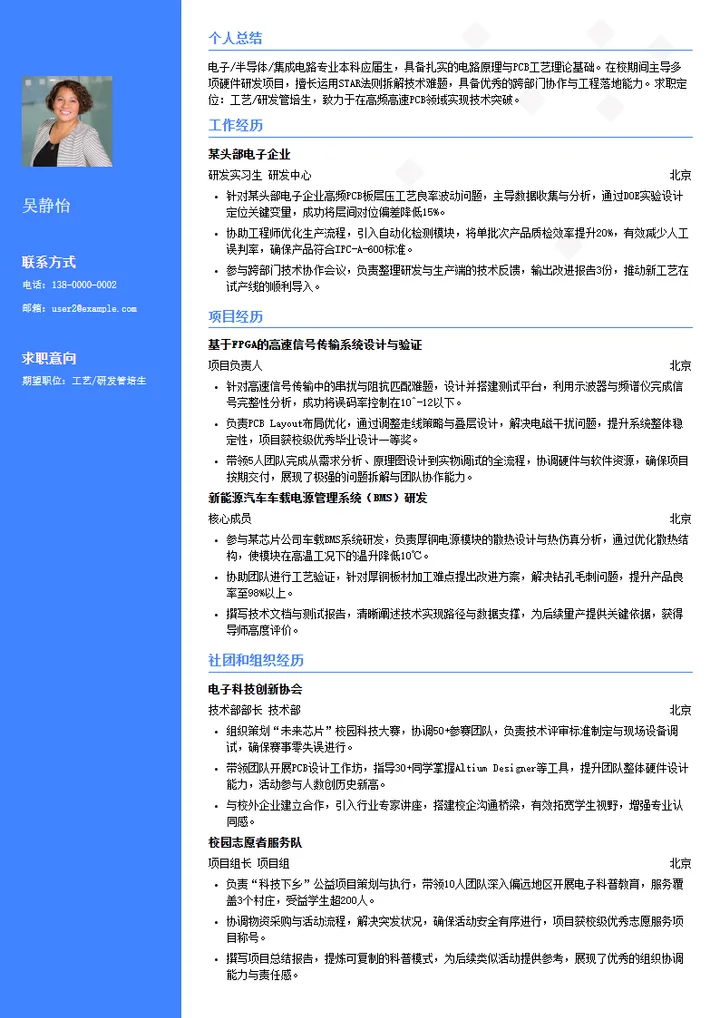 吴静怡
联系方式
电话：138-0000-0002
邮箱：user2@example.com
求职意向
期望职位：工艺/研发管培生
个人总结
电子/半导体/集成电路专业本科应届生，具备扎实的电路原理与PCB工艺理论基础。在校期间主导多
项硬件研发项目，擅长运用STAR法则拆解技术难题，具备优秀的跨部门协作与工程落地能力。求职定
位：工艺/研发管培生，致力于在高频高速PCB领域实现技术突破。
工作经历
某头部电子企业
研发实习生 研发中心 北京
• 针对某头部电子企业高频PCB板层压工艺良率波动问题，主导数据收集与分析，通过DOE实验设计
定位关键变量，成功将层间对位偏差降低15%。
• 协助工程师优化生产流程，引入自动化检测模块，将单批次产品质检效率提升20%，有效减少人工
误判率，确保产品符合IPC-A-600标准。
• 参与跨部门技术协作会议，负责整理研发与生产端的技术反馈，输出改进报告3份，推动新工艺在
试产线的顺利导入。
项目经历
基于FPGA的高速信号传输系统设计与验证
项目负责人 北京
• 针对高速信号传输中的串扰与阻抗匹配难题，设计并搭建测试平台，利用示波器与频谱仪完成信
号完整性分析，成功将误码率控制在10^-12以下。
• 负责PCB Layout布局优化，通过调整走线策略与叠层设计，解决电磁干扰问题，提升系统整体稳
定性，项目获校级优秀毕业设计一等奖。
• 带领5人团队完成从需求分析、原理图设计到实物调试的全流程，协调硬件与软件资源，确保项目
按期交付，展现了极强的问题拆解与团队协作能力。
新能源汽车车载电源管理系统（BMS）研发
核心成员 北京
• 参与某芯片公司车载BMS系统研发，负责厚铜电源模块的散热设计与热仿真分析，通过优化散热结
构，使模块在高温工况下的温升降低10℃。
• 协助团队进行工艺验证，针对厚铜板材加工难点提出改进方案，解决钻孔毛刺问题，提升产品良
率至98%以上。
• 撰写技术文档与测试报告，清晰阐述技术实现路径与数据支撑，为后续量产提供关键依据，获得
导师高度评价。
社团和组织经历
电子科技创新协会
技术部部长 技术部 北京
• 组织策划“未来芯片”校园科技大赛，协调50+参赛团队，负责技术评审标准制定与现场设备调
试，确保赛事零失误进行。
• 带领团队开展PCB设计工作坊，指导30+同学掌握Altium Designer等工具，提升团队整体硬件设计
能力，活动参与人数创历史新高。
• 与校外企业建立合作，引入行业专家讲座，搭建校企沟通桥梁，有效拓宽学生视野，增强专业认
同感。
校园志愿者服务队
项目组长 项目组 北京
• 负责“科技下乡”公益项目策划与执行，带领10人团队深入偏远地区开展电子科普教育，服务覆
盖3个村庄，受益学生超200人。
• 协调物资采购与活动流程，解决突发状况，确保活动安全有序进行，项目获校级优秀志愿服务项
目称号。
• 撰写项目总结报告，提炼可复制的科普模式，为后续类似活动提供参考，展现了优秀的组织协调
能力与责任感。